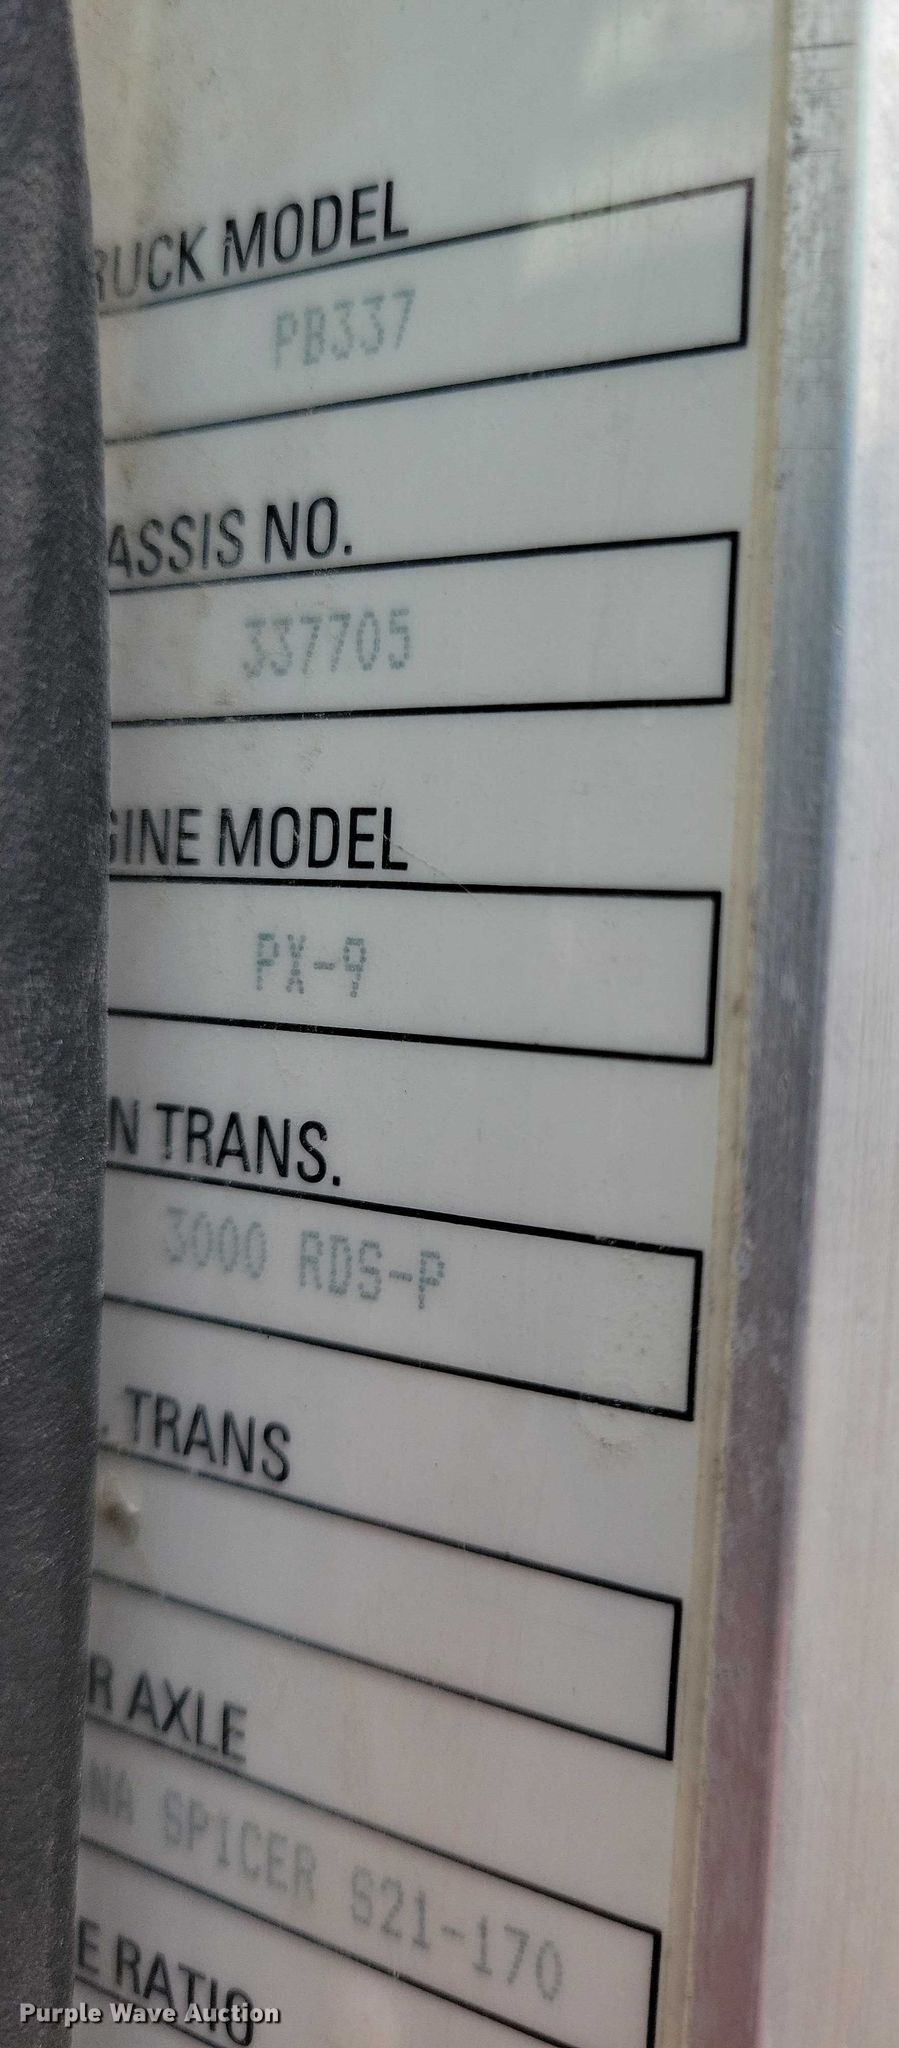 RUCK MODEL
PB337
ASSIS NO.
337705
GINE MODEL
PX-9
N TRANS.
3000 RDS-P
. TRANS
R AXLE
NA SPICER S21-170
E RATIO
Purple Wave Auction